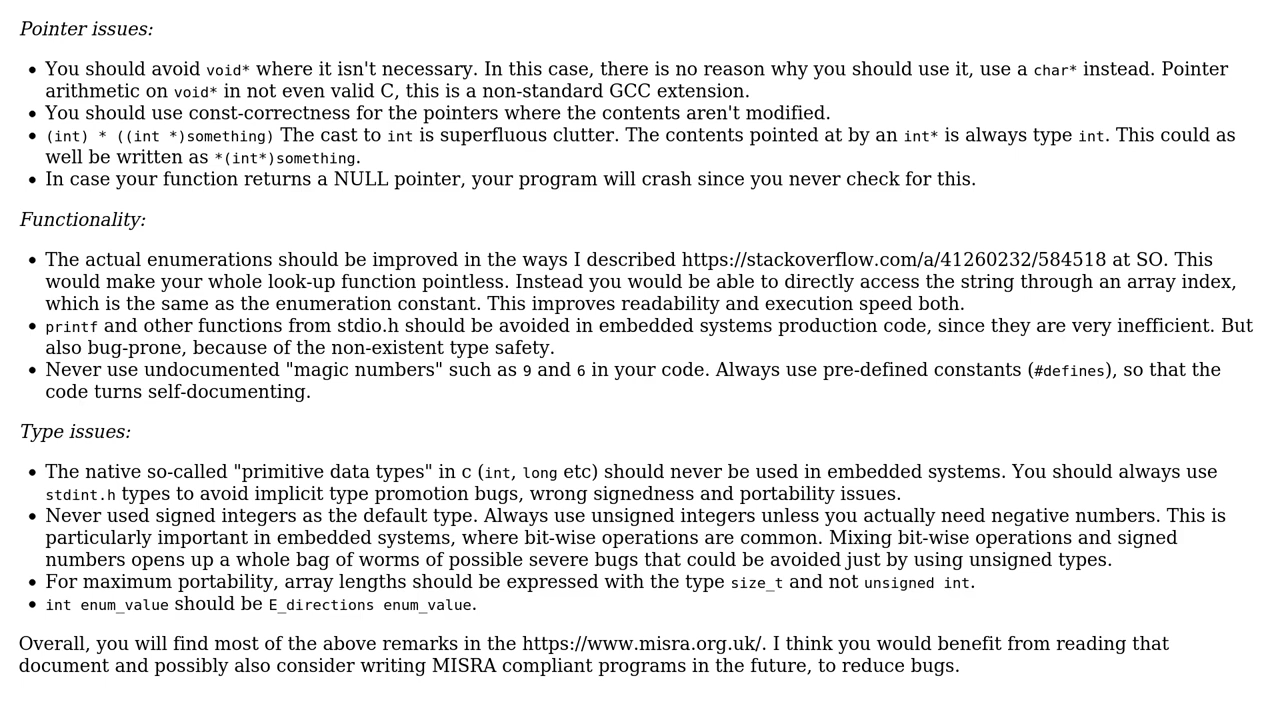 Pointer issues:
• You should avoid void* where it isn't necessary. In this case, there is no reason why you should use it, use a char* instead. Pointer
arithmetic on void* in not even valid C, this is a non-standard GCC extension.
• You should use const-correctness for the pointers where the contents aren't modified.
• (int) * ((int *)something) The cast to int is superfluous clutter. The contents pointed at by an int* is always type int. This could as
well be written as *(int*)something.
• In case your function returns a NULL pointer, your program will crash since you never check for this.
Functionality:
• The actual enumerations should be improved in the ways I described https://stackoverflow.com/a/41260232/584518 at SO. This
would make your whole look-up function pointless. Instead you would be able to directly access the string through an array index,
which is the same as the enumeration constant. This improves readability and execution speed both.
• printf and other functions from stdio.h should be avoided in embedded systems production code, since they are very inefficient. But
also bug-prone, because of the non-existent type safety.
• Never use undocumented "magic numbers" such as 9 and 6 in your code. Always use pre-defined constants (#defines), so that the
code turns self-documenting.
Type issues:
• The native so-called "primitive data types" in c (int, long etc) should never be used in embedded systems. You should always use
stdint.h types to avoid implicit type promotion bugs, wrong signedness and portability issues.
• Never used signed integers as the default type. Always use unsigned integers unless you actually need negative numbers. This is
particularly important in embedded systems, where bit-wise operations are common. Mixing bit-wise operations and signed
numbers opens up a whole bag of worms of possible severe bugs that could be avoided just by using unsigned types.
• For maximum portability, array lengths should be expressed with the type size_t and not unsigned int.
• int enum_value should be E_directions enum_value.
Overall, you will find most of the above remarks in the https://www.misra.org.uk/. I think you would benefit from reading that
document and possibly also consider writing MISRA compliant programs in the future, to reduce bugs.